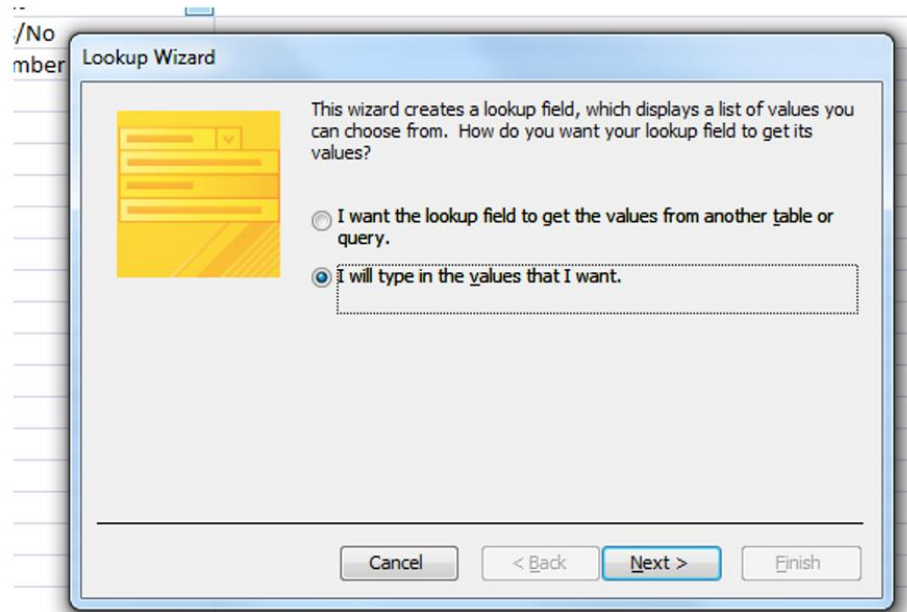 /No
mber
Lookup Wizard
This wizard creates a lookup field, which displays a list of values you
can choose from. How do you want your lookup field to get its
values?
I want the lookup field to get the values from another table or
query.
I will type in the values that I want.
Cancel
< Back
Next >
Finish